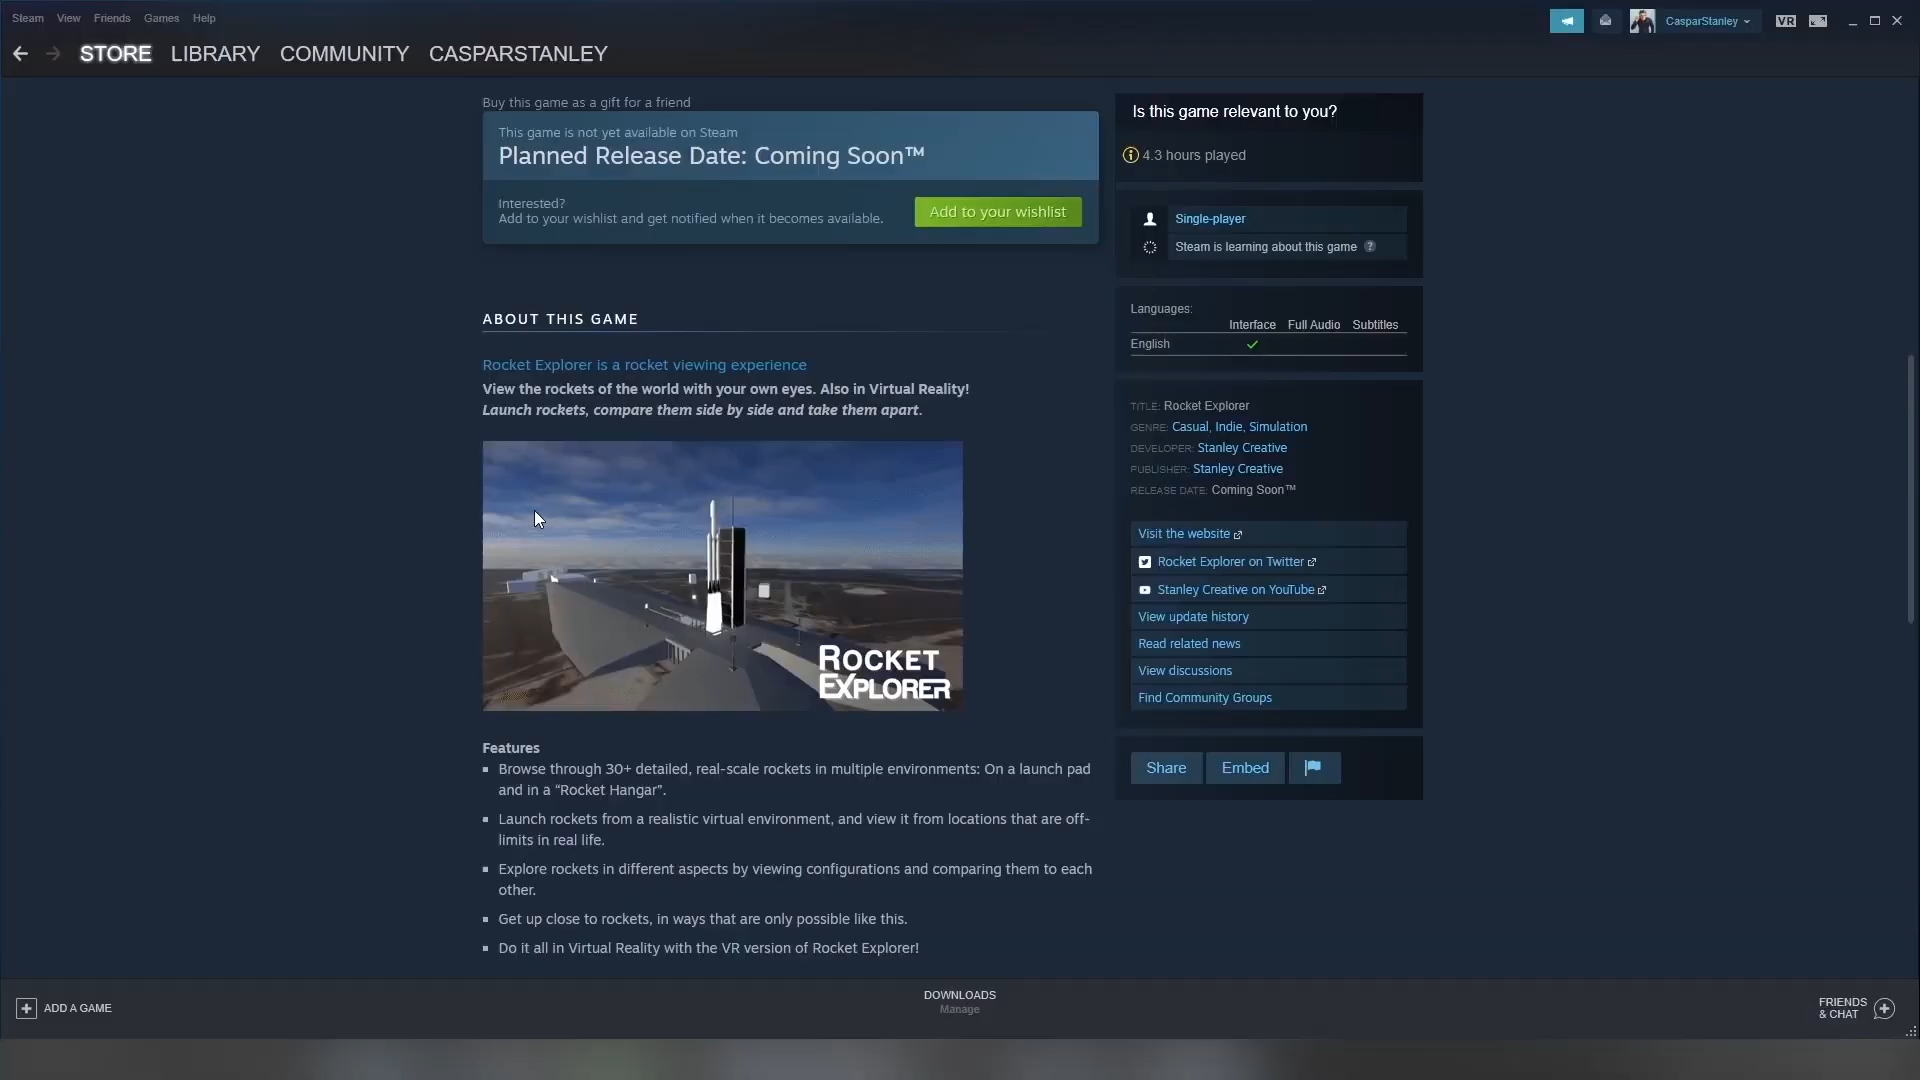 Steam View Friends Games Help
CasparStanley
VR
STORE LIBRARY COMMUNITY CASPARSTANLEY
Buy this game as a gift for a friend
This game is not yet available on Steam
Planned Release Date: Coming Soon™
Interested?
Add to your wishlist and get notified when it becomes available.
Add to your wishlist
ABOUT THIS GAME
Rocket Explorer is a rocket viewing experience
View the rockets of the world with your own eyes. Also in Virtual Reality!
Launch rockets, compare them side by side and take them apart.
ROCKET
EXPLORER
Features
Browse through 30+ detailed, real-scale rockets in multiple environments: On a launch pad
and in a “Rocket Hangar”.
Launch rockets from a realistic virtual environment, and view it from locations that are off-
limits in real life.
Explore rockets in different aspects by viewing configurations and comparing them to each
other.
Get up close to rockets, in ways that are only possible like this.
Do it all in Virtual Reality with the VR version of Rocket Explorer!
Is this game relevant to you?
4.3 hours played
Single-player
Steam is learning about this game ?
Languages:
Interface Full Audio Subtitles
English ✓
TITLE: Rocket Explorer
GENRE: Casual, Indie, Simulation
DEVELOPER: Stanley Creative
PUBLISHER: Stanley Creative
RELEASE DATE: Coming Soon™
Visit the website
Rocket Explorer on Twitter
Stanley Creative on YouTube
View update history
Read related news
View discussions
Find Community Groups
Share Embed
ADD A GAME
DOWNLOADS
Manage
FRIENDS
& CHAT